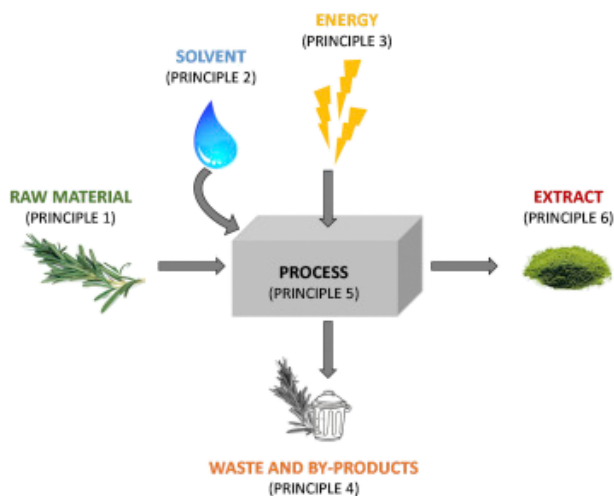 ENERGY
(PRINCIPLE 3)
SOLVENT
(PRINCIPLE 2)
RAW MATERIAL
(PRINCIPLE 1)
EXTRACT
(PRINCIPLE 6)
PROCESS
(PRINCIPLE 5)
WASTE AND BY-PRODUCTS
(PRINCIPLE 4)